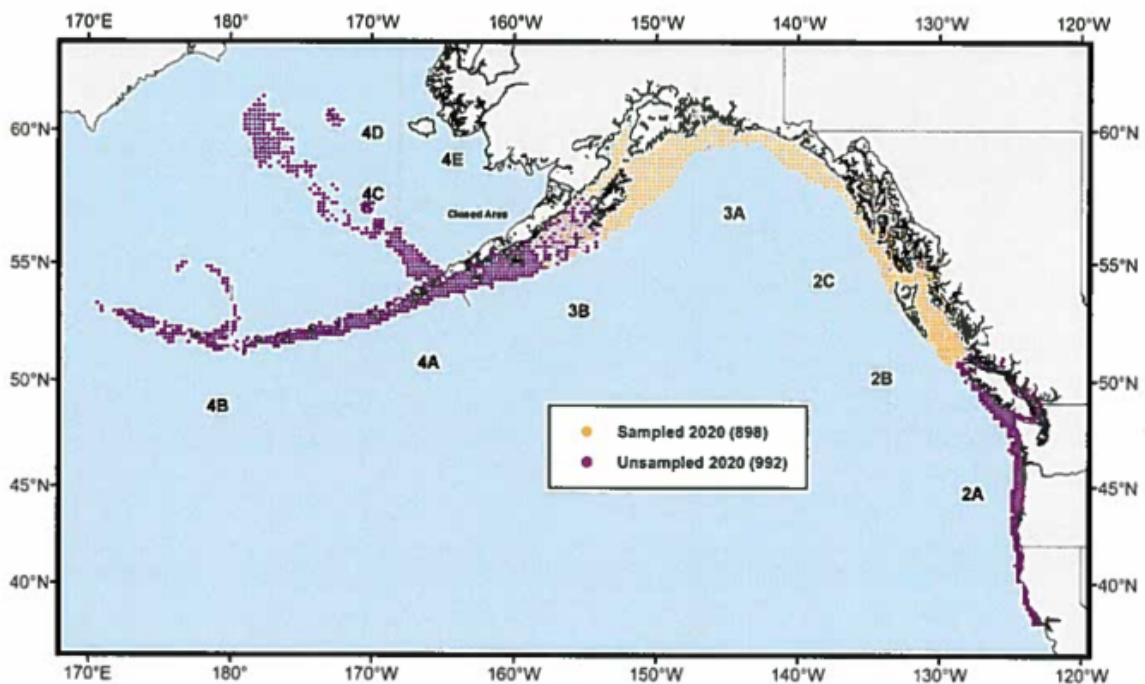 170°E 180° 170°W 160°W 150°W 140°W 130°W 120°W
60°N 60°N
4D
4E
4C
Closed Area
3A
55°N 55°N
2C
3B
4A
50°N 2B 50°N
4B
Sampled 2020 (898)
Unsampled 2020 (992)
45°N 2A 45°N
40°N 40°N
170°E 180° 170°W 160°W 150°W 140°W 130°W 120°W